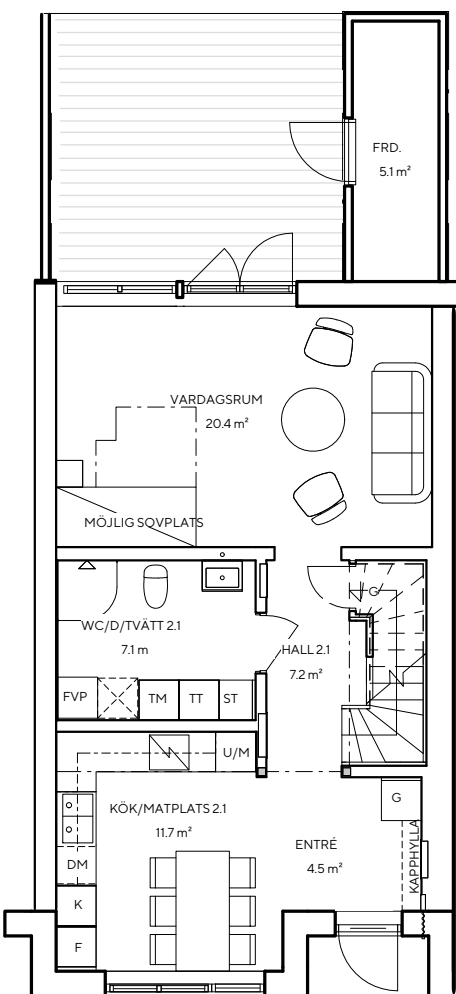 FRD.
5.1 m²
VARDAGSRUM
20.4 m²
MÖJLIG SOVPLATS
G
WC/D/TVÄTT 2.1
7.1 m
HALL 2.1
7.2 m²
FVP
TM
TT
ST
U/M
KÖK/MATPLATS 2.1
11.7 m²
G
ENTRÉ
4.5 m²
KAPPHYLLA
DM
K
F